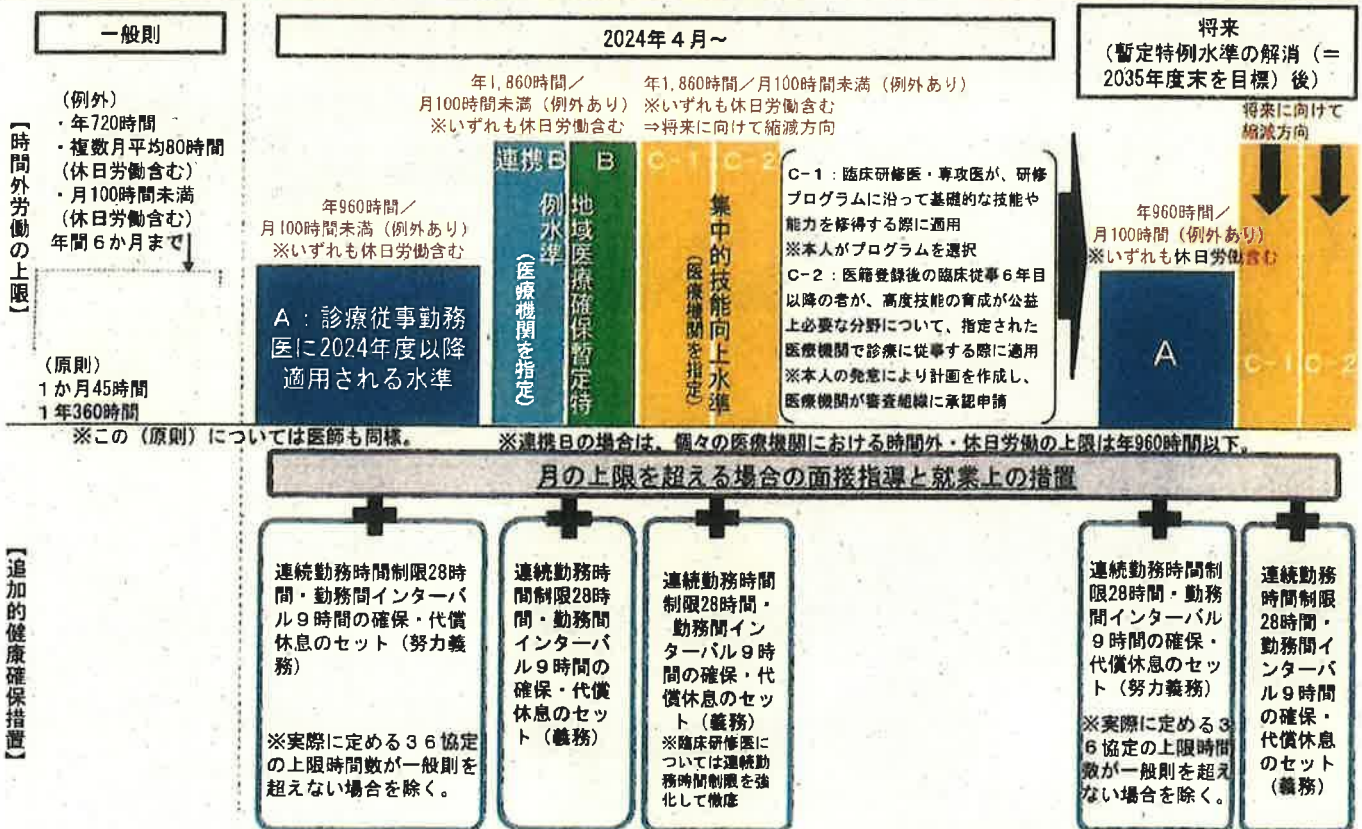 一般則
2024年4月～
将来
(暫定特例水準の解消（＝
2035年度末を目標）後）
【時間外労働の上限】
（例外）
・年720時間
・複数月平均80時間
（休日労働含む）
・月100時間未満
（休日労働含む）
年間6か月まで
（原則）
1か月45時間
1年360時間
※この（原則）については医師も同様。
年960時間／
月100時間未満（例外あり）
※いずれも休日労働含む
A：診療従事勤務
医に2024年度以降
適用される水準
年1,860時間／
月100時間未満（例外あり）
※いずれも休日労働含む
連携B
B
地域医療確保暫定特
例水準
（医療機関を指定）
年1,860時間／月100時間未満（例外あり）
※いずれも休日労働含む
⇒将来に向けて縮減方向
C-1
C-2
集中的技能向上水準
（医療機関を指定）
C-1：臨床研修医・専攻医が、研修
プログラムに沿って基礎的な技能や
能力を修得する際に適用
※本人がプログラムを選択
C-2：医籍登録後の臨床従事6年目
以降の者が、高度技能の育成が公益
上必要な分野について、指定された
医療機関で診療に従事する際に適用
※本人の発意により計画を作成し、
医療機関が審査組織に承認申請
年960時間／
月100時間（例外あり）
※いずれも休日労働含む
A
将来に向けて
縮減方向
C-1
C-2
※連携Bの場合は、個々の医療機関における時間外・休日労働の上限は年960時間以下。
月の上限を超える場合の面接指導と就業上の措置
【追加的健康確保措置】
連続勤務時間制限28時
間・勤務間インターバ
ル9時間の確保・代償
休息のセット（努力義
務）
※実際に定める36協定
の上限時間数が一般則を
超えない場合を除く。
連続勤務時
間制限28時
間・勤務間
インターバ
ル9時間の
確保・代償
休息のセッ
ト（義務）
連続勤務時間
制限28時間・
勤務間イン
ターバル9時
間の確保・代
償休息のセッ
ト（義務）
※臨床研修医に
ついては連続勤
務時間制限を強
化して徹底
連続勤務時間制
限28時間・勤務
間インターバル
9時間の確保・
代償休息のセッ
ト（努力義務）
※実際に定める3
6協定の上限時間
数が一般則を超え
ない場合を除く。
連続勤務
時間制限
28時間・
勤務間イ
ンターバ
ル9時間
の確保・
代償休息
のセット
（義務）